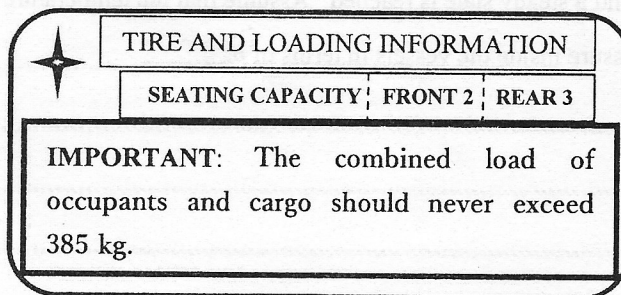 TIRE AND LOADING INFORMATION
SEATING CAPACITY FRONT 2 REAR 3
IMPORTANT: The combined load of
occupants and cargo should never exceed
385 kg.